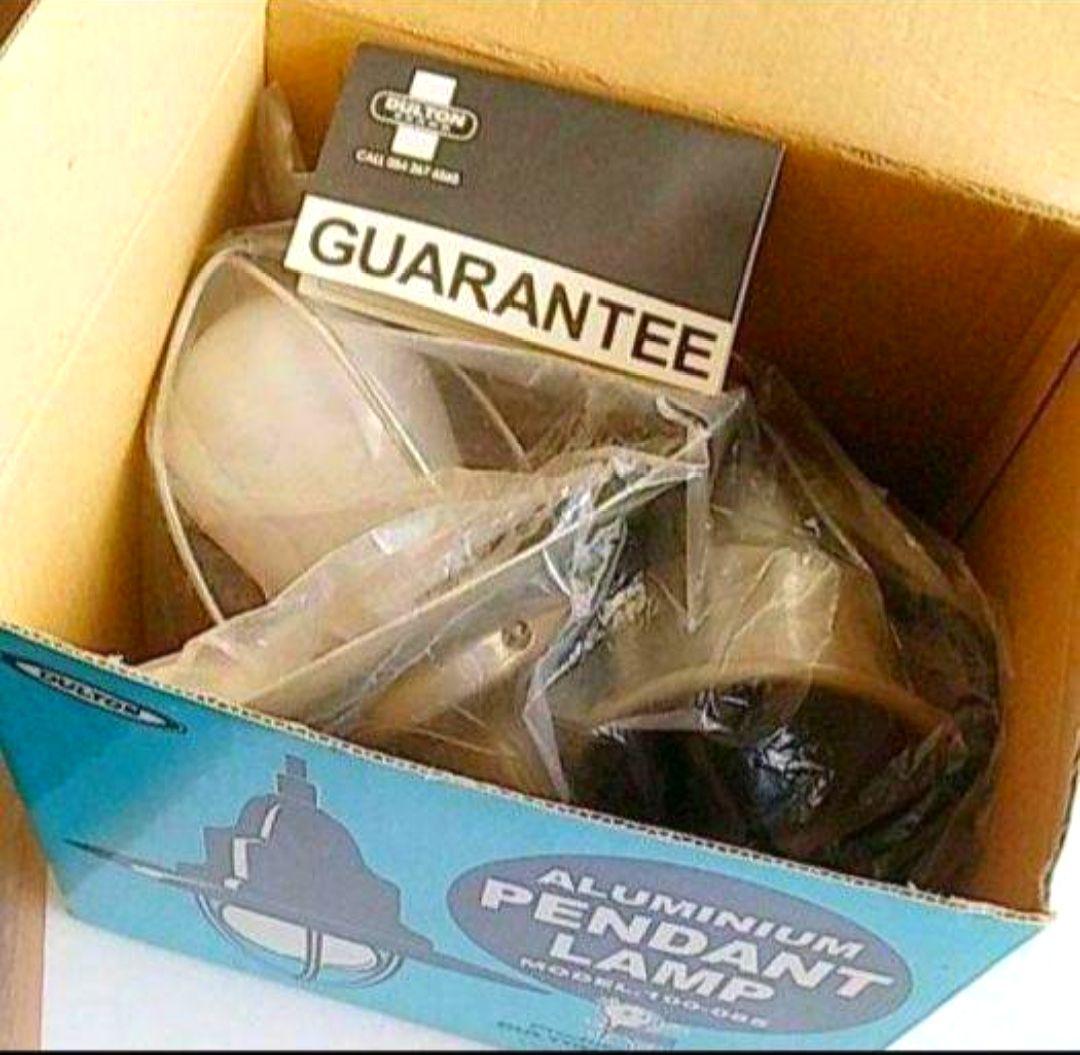 DULTON
GUARANTEE
DULTON
ALUMINIUM
PENDANT
LAMP